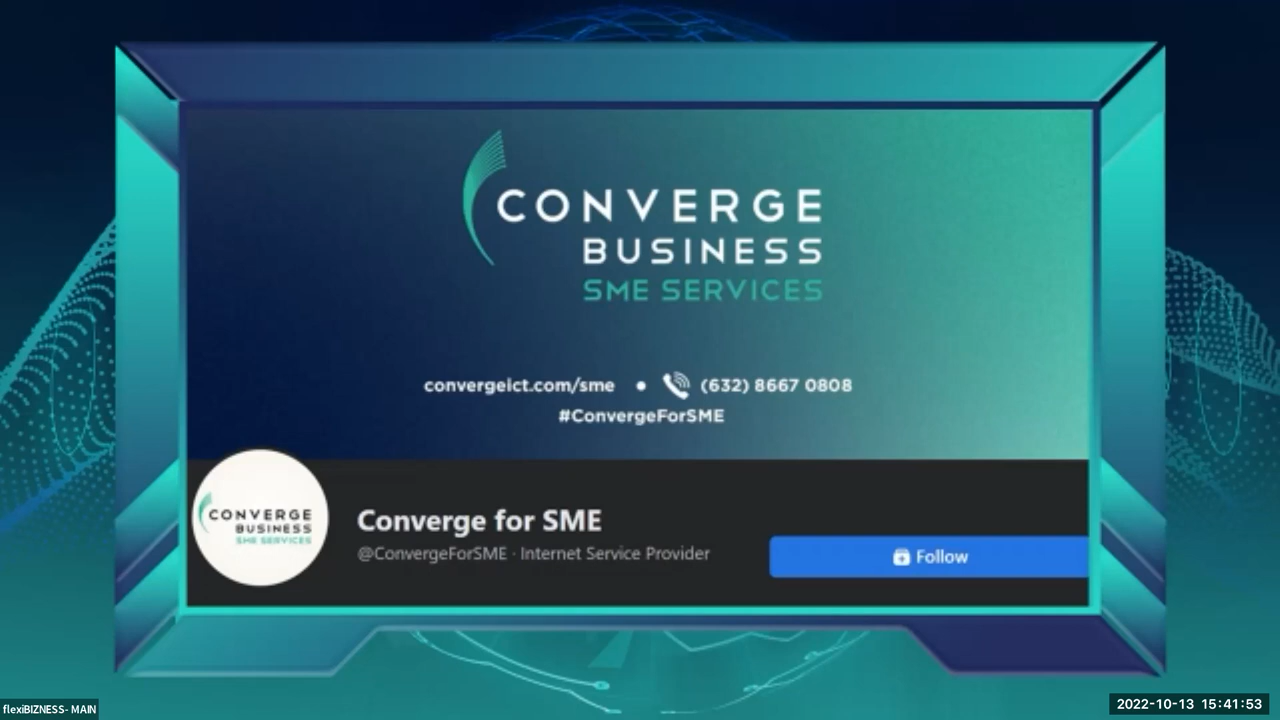 CONVERGE
BUSINESS
SME SERVICES
convergeict.com/sme • (632) 8667 0808
#ConvergeForSME
CONVERGE
BUSINESS
SME SERVICES
Converge for SME
@ConvergeForSME · Internet Service Provider
Follow
flexiBIZNESS- MAIN
2022-10-13 15:41:53